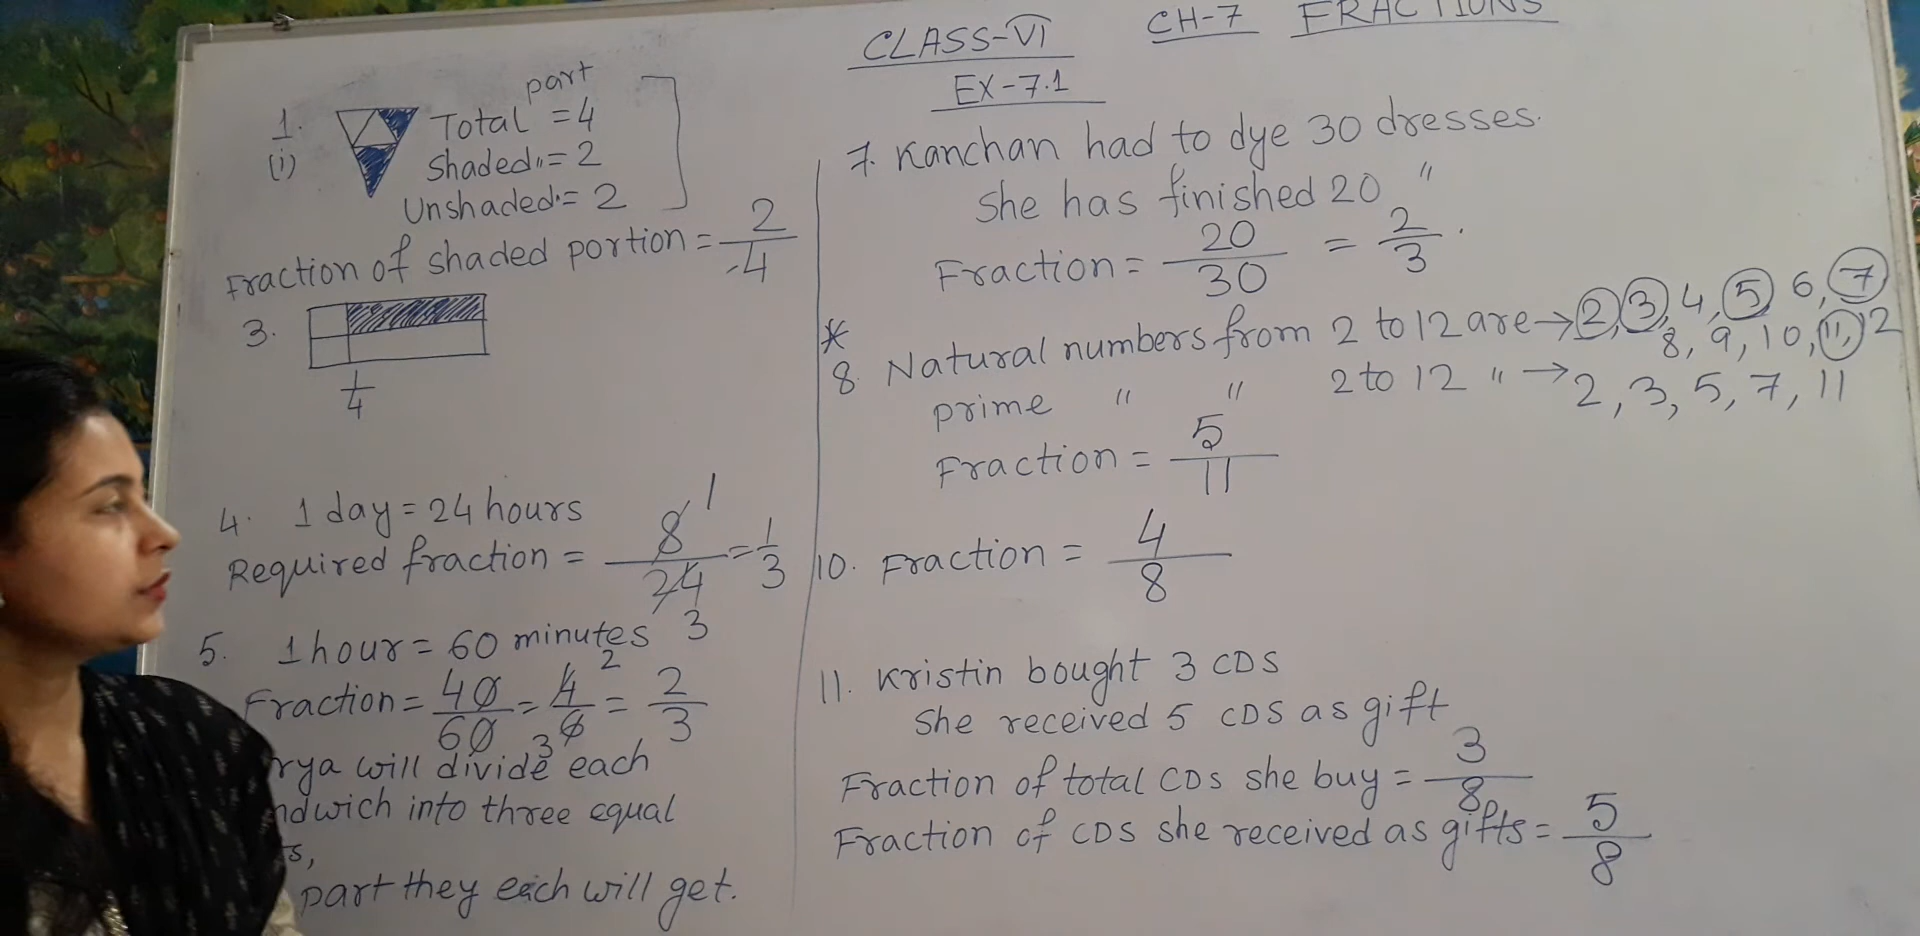 CLASS-VI CH-7 FRACTIONS
EX-7.1
1.
(i)
part
Total = 4
Shaded " = 2
Unshaded " = 2
Fraction of shaded portion = 2/4
3.
1/4
4. 1 day = 24 hours
Required fraction = 8/24 = 1/3
1
3
5. 1 hour = 60 minutes
Fraction = 40/60 = 4/6 = 2/3
2
3
rya will divide each
ndwich into three equal
ts,
part they each will get.
7. Kanchan had to dye 30 dresses.
She has finished 20 "
Fraction = 20/30 = 2/3.
*
8. Natural numbers from 2 to 12 are → 2, 3, 4, 5, 6, 7,
8, 9, 10, 11, 12
prime " " 2 to 12 " → 2, 3, 5, 7, 11
Fraction = 5/11
10. Fraction = 4/8
11. Kristin bought 3 CDS
She received 5 CDS as gift
Fraction of total CDs she buy = 3/8
Fraction of CDs she received as gifts = 5/8